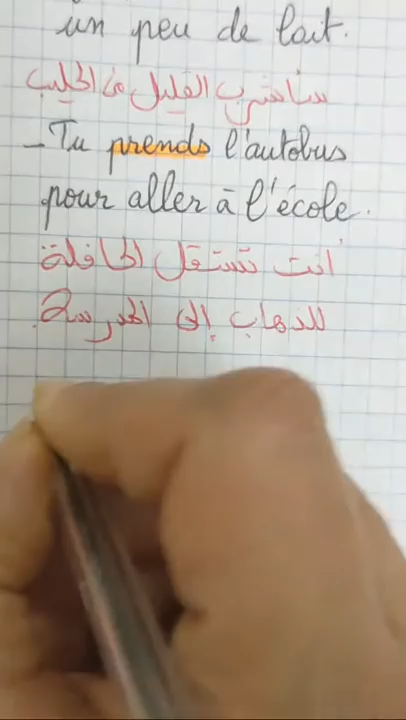 un peu de lait.
سأشرب القليل من الحليب
- Tu prends l'autobus
pour aller à l'école.
أنت تستقل الحافلة
للذهاب إلى المدرسة.